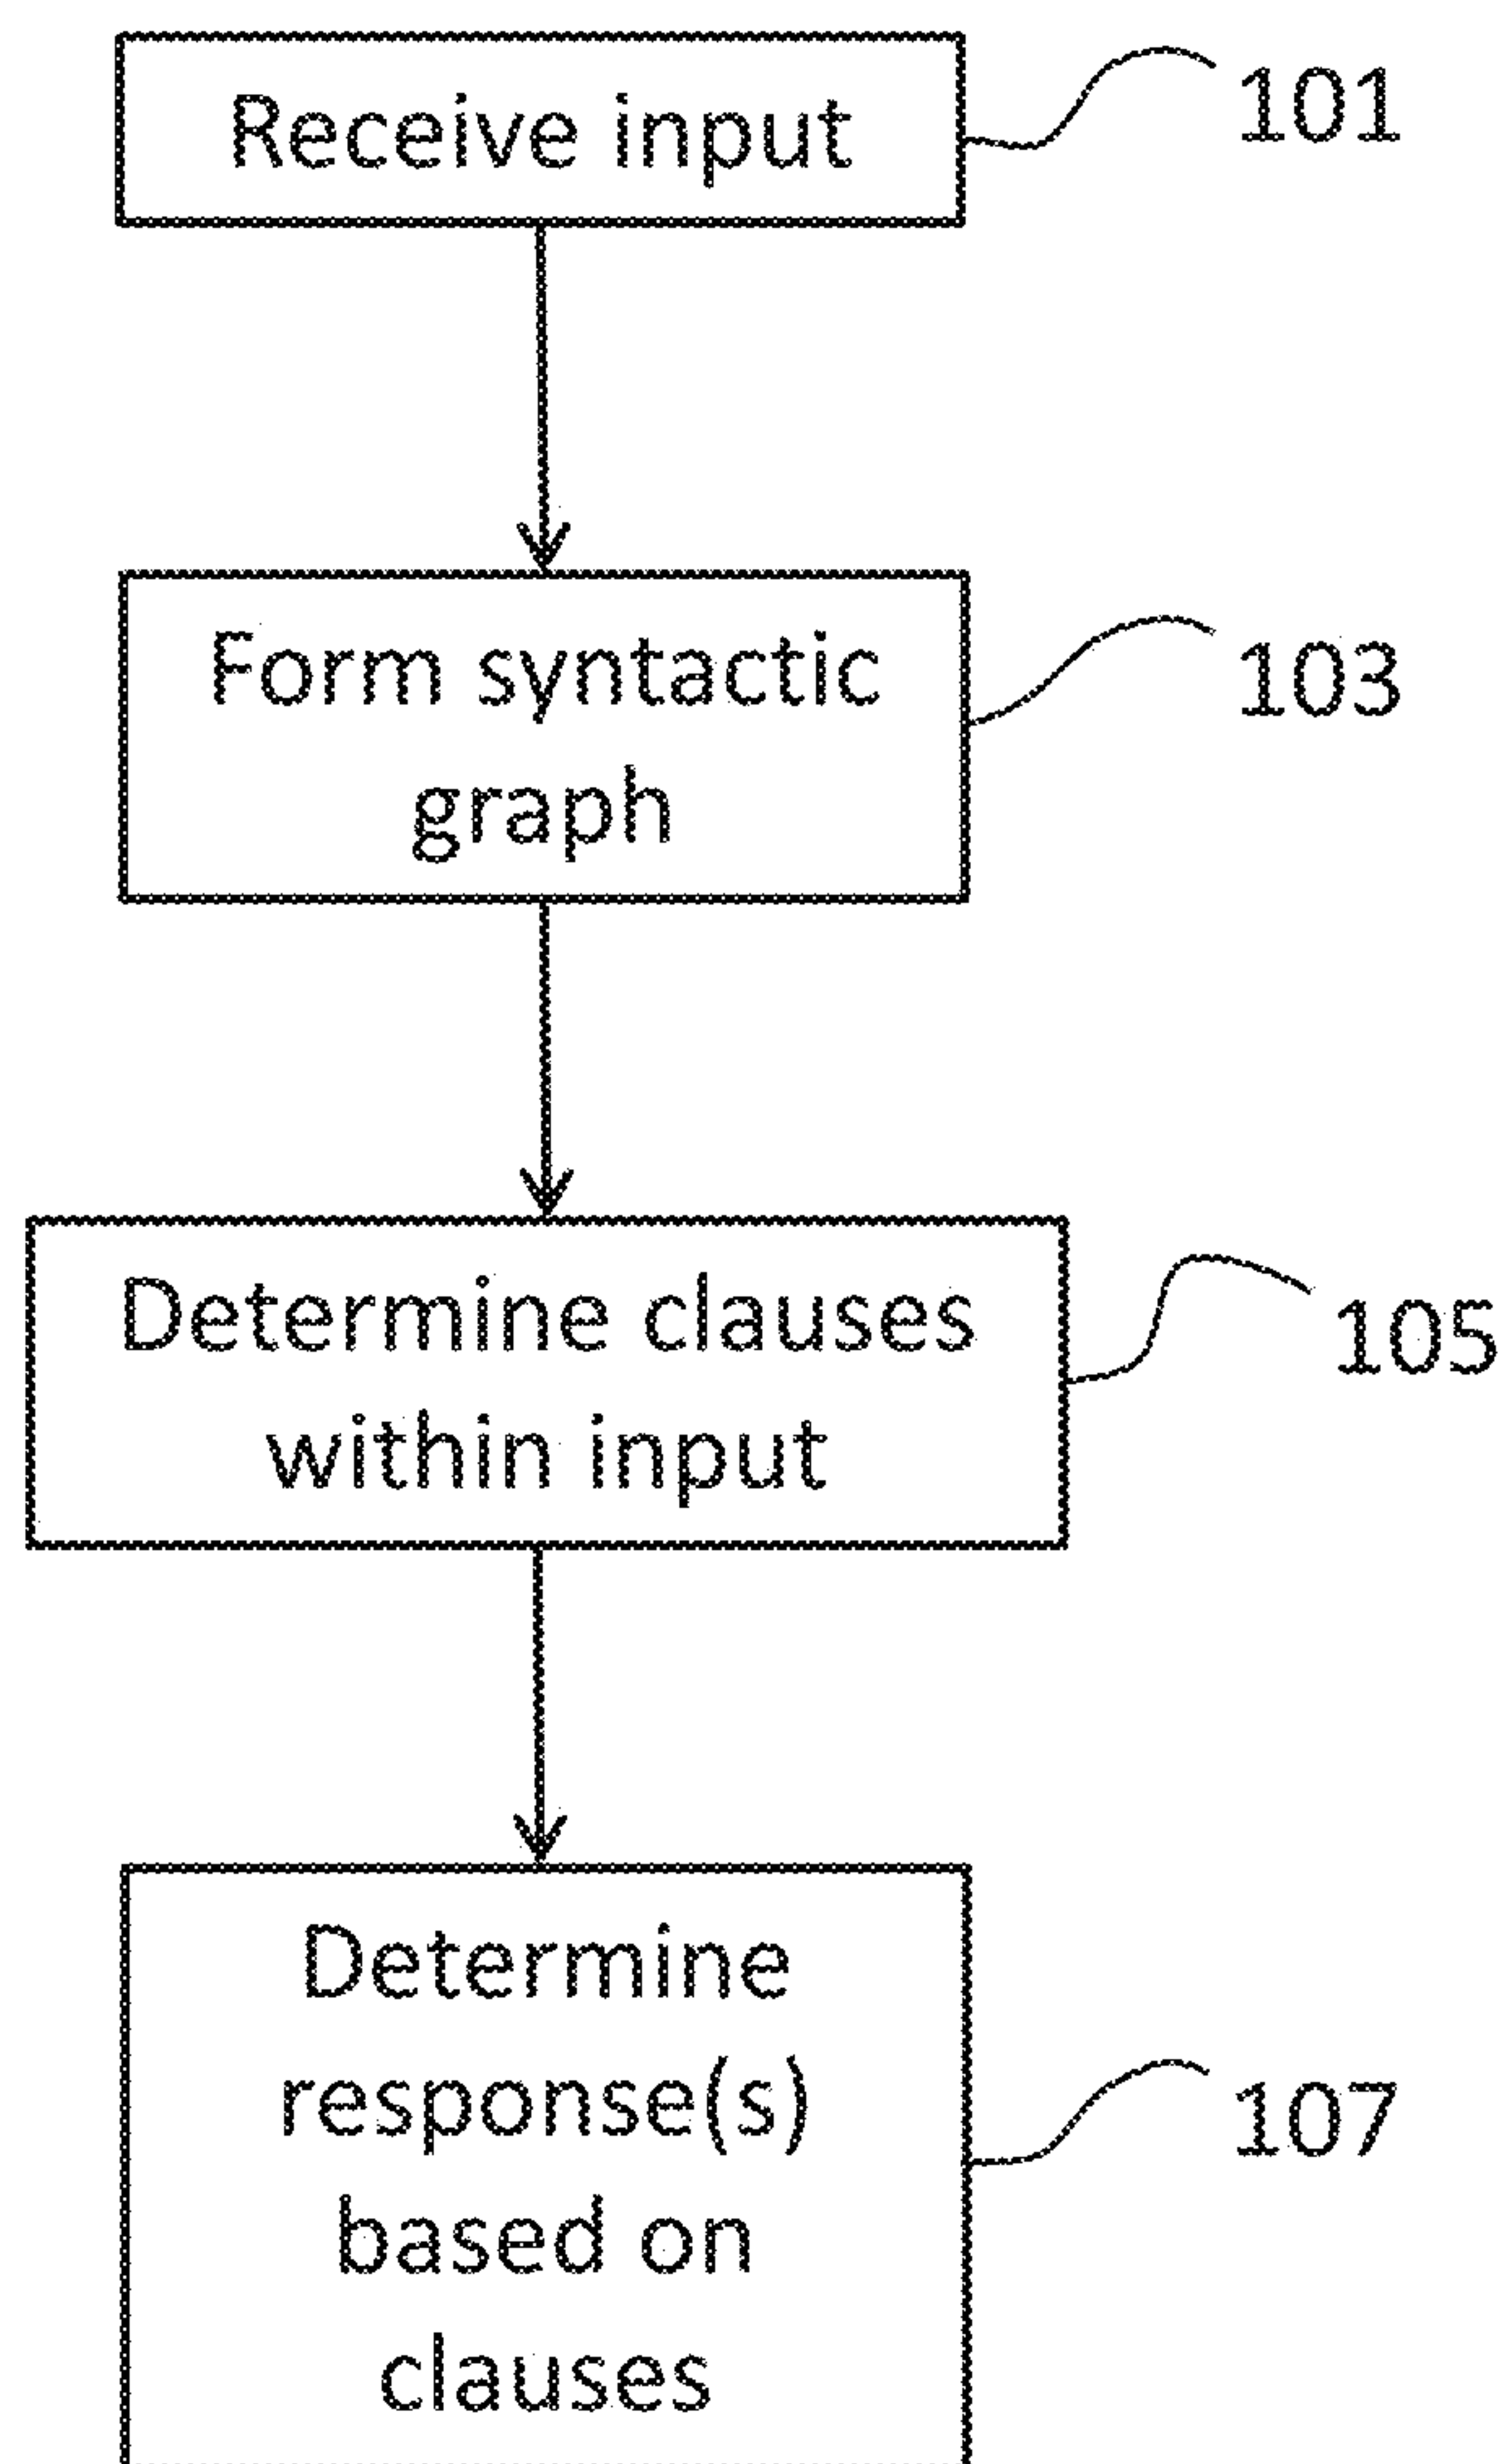 Receive input
101
Form syntactic
graph
103
Determine clauses
within input
105
Determine
response(s)
based on
clauses
107